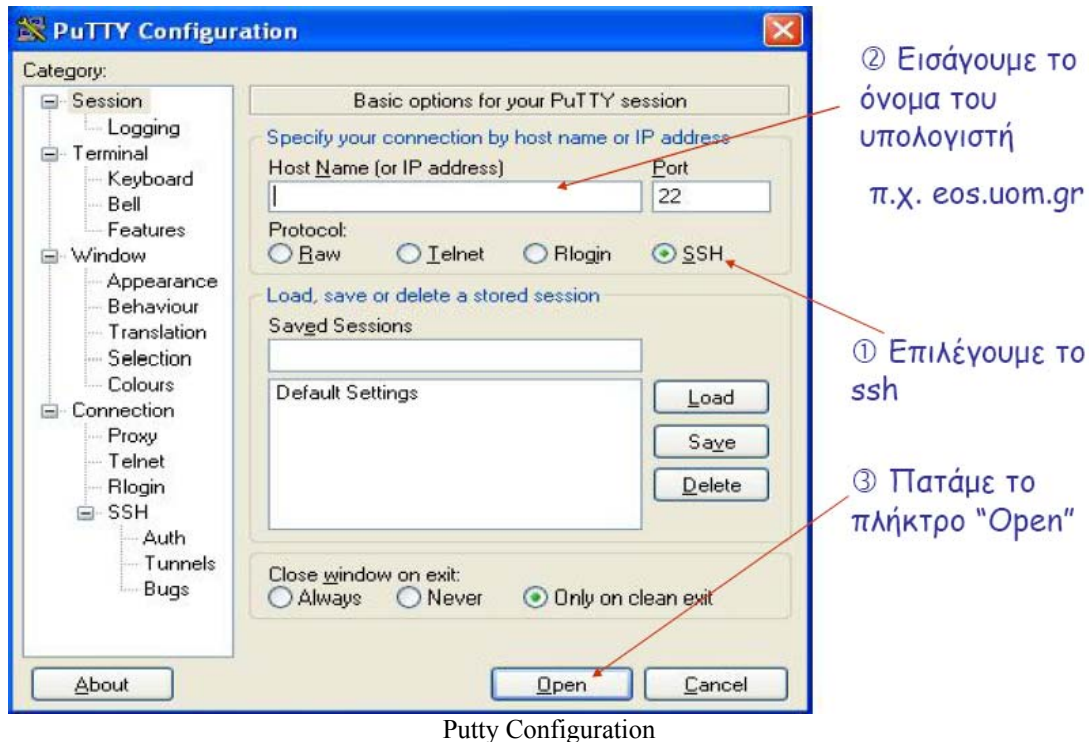 PuTTY Configuration
Category:
Session
Logging
Terminal
Keyboard
Bell
Features
Window
Appearance
Behaviour
Translation
Selection
Colours
Connection
Proxy
Telnet
Rlogin
SSH
Auth
Tunnels
Bugs
Basic options for your PuTTY session
Specify your connection by host name or IP address
Host Name (or IP address)
Port
22
Protocol:
Raw
Telnet
Rlogin
SSH
Load, save or delete a stored session
Saved Sessions
Default Settings
Load
Save
Delete
Close window on exit:
Always
Never
Only on clean exit
About
Open
Cancel
② Εισάγουμε το
όνομα του
υπολογιστή
π.χ. eos.uom.gr
① Επιλέγουμε το
ssh
③ Πατάμε το
πλήκτρο “Open”
Putty Configuration